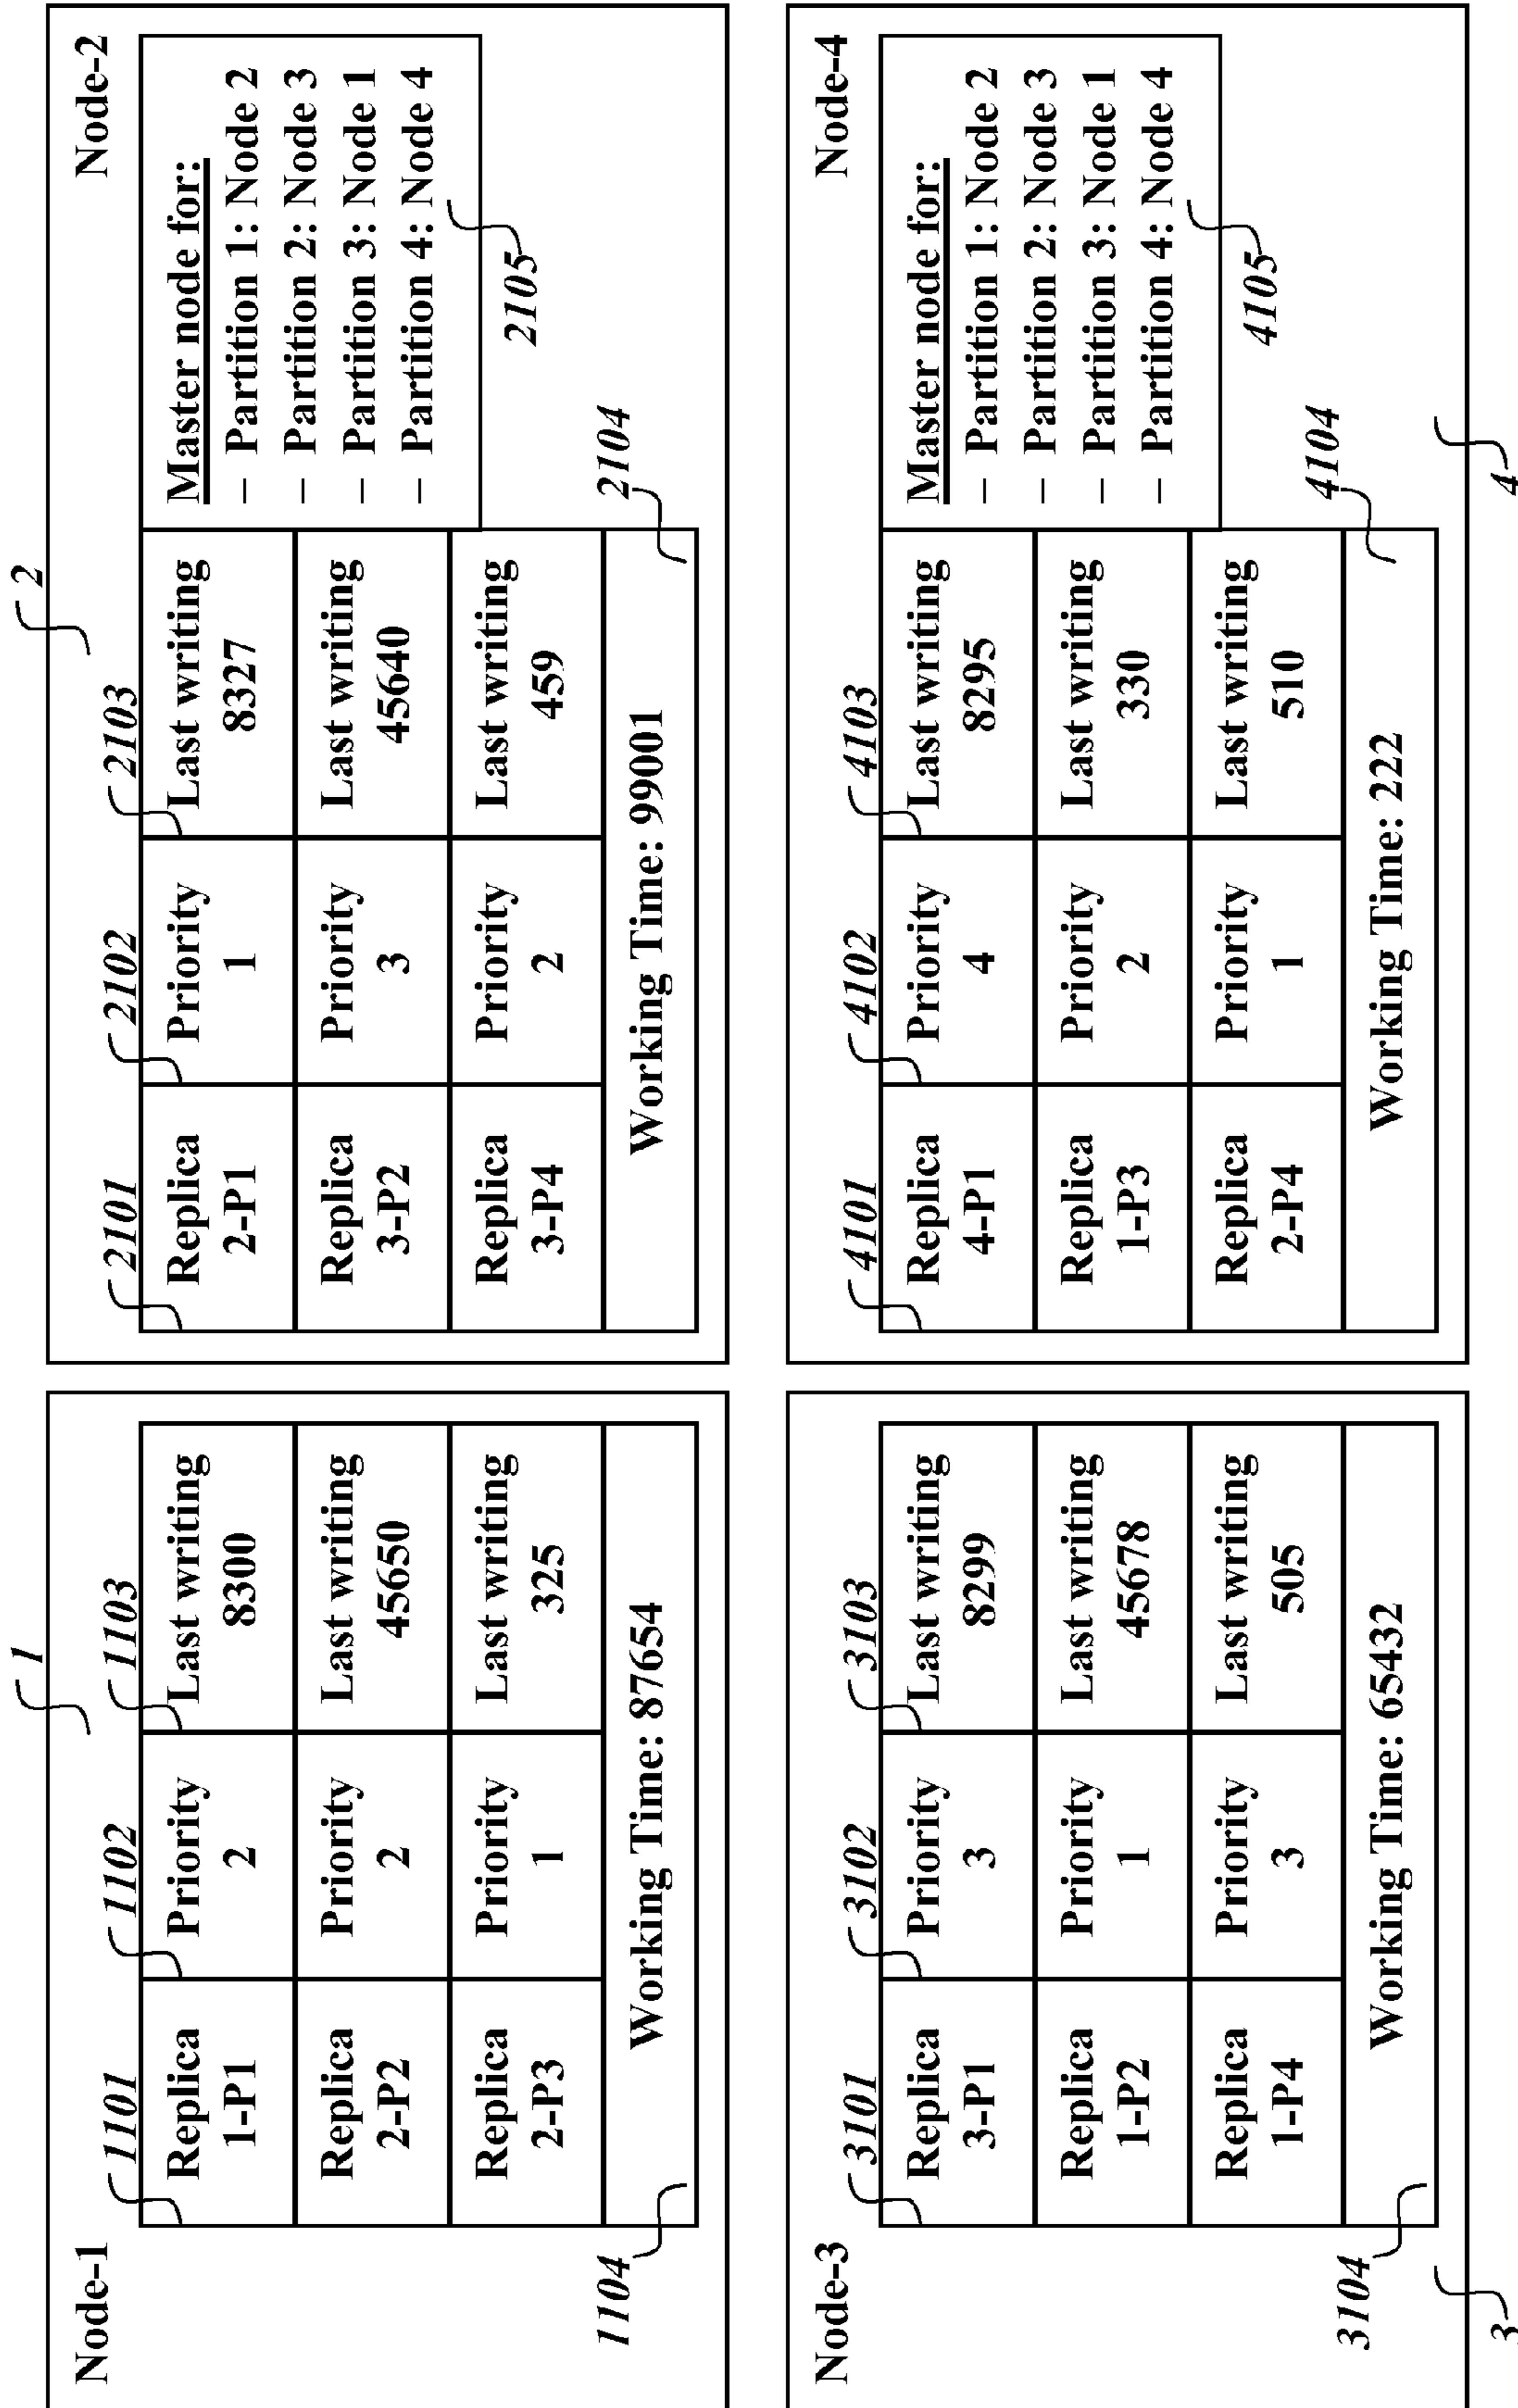 1
Node-1
1101
1102
1103
Replica
1-P1
Priority
2
Last writing
8300
Replica
2-P2
Priority
2
Last writing
45650
Replica
2-P3
Priority
1
Last writing
325
Working Time: 87654
1104
2
Node-2
2101
2102
2103
Replica
2-P1
Priority
1
Last writing
8327
Replica
3-P2
Priority
3
Last writing
45640
Replica
3-P4
Priority
2
Last writing
459
Working Time: 99001
2104
Master node for:
– Partition 1: Node 2
– Partition 2: Node 3
– Partition 3: Node 1
– Partition 4: Node 4
2105
Node-3
3101
3102
3103
Replica
3-P1
Priority
3
Last writing
8299
Replica
1-P2
Priority
1
Last writing
45678
Replica
1-P4
Priority
3
Last writing
505
Working Time: 65432
3104
3
Node-4
4101
4102
4103
Replica
4-P1
Priority
4
Last writing
8295
Replica
1-P3
Priority
2
Last writing
330
Replica
2-P4
Priority
1
Last writing
510
Working Time: 222
4104
Master node for:
– Partition 1: Node 2
– Partition 2: Node 3
– Partition 3: Node 1
– Partition 4: Node 4
4105
4